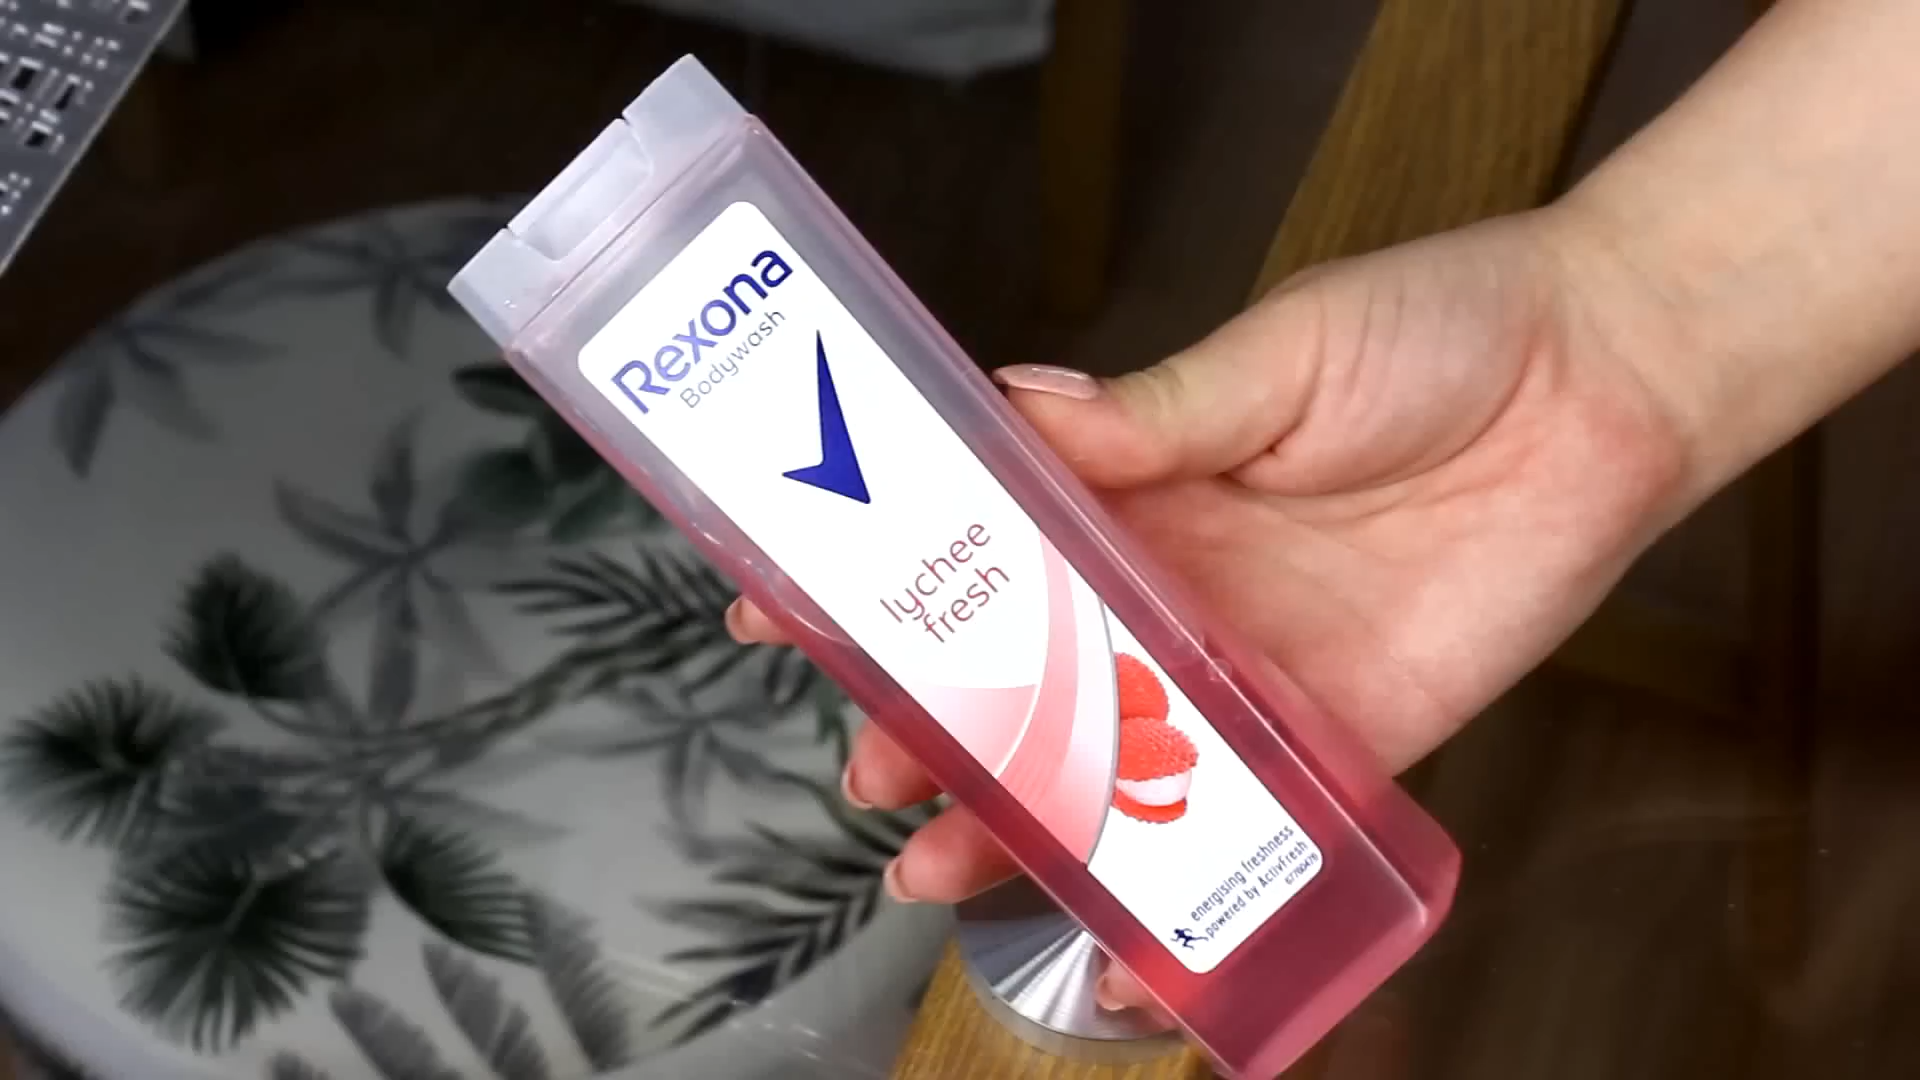 Rexona
Bodywash
lychee
fresh
energising freshness
powered by Activfresh